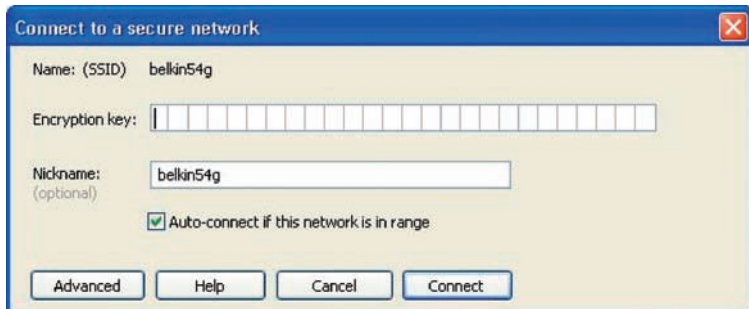 Connect to a secure network
Name: (SSID) belkin54g
Encryption key:
Nickname: belkin54g
(optional)
Auto-connect if this network is in range
Advanced Help Cancel Connect